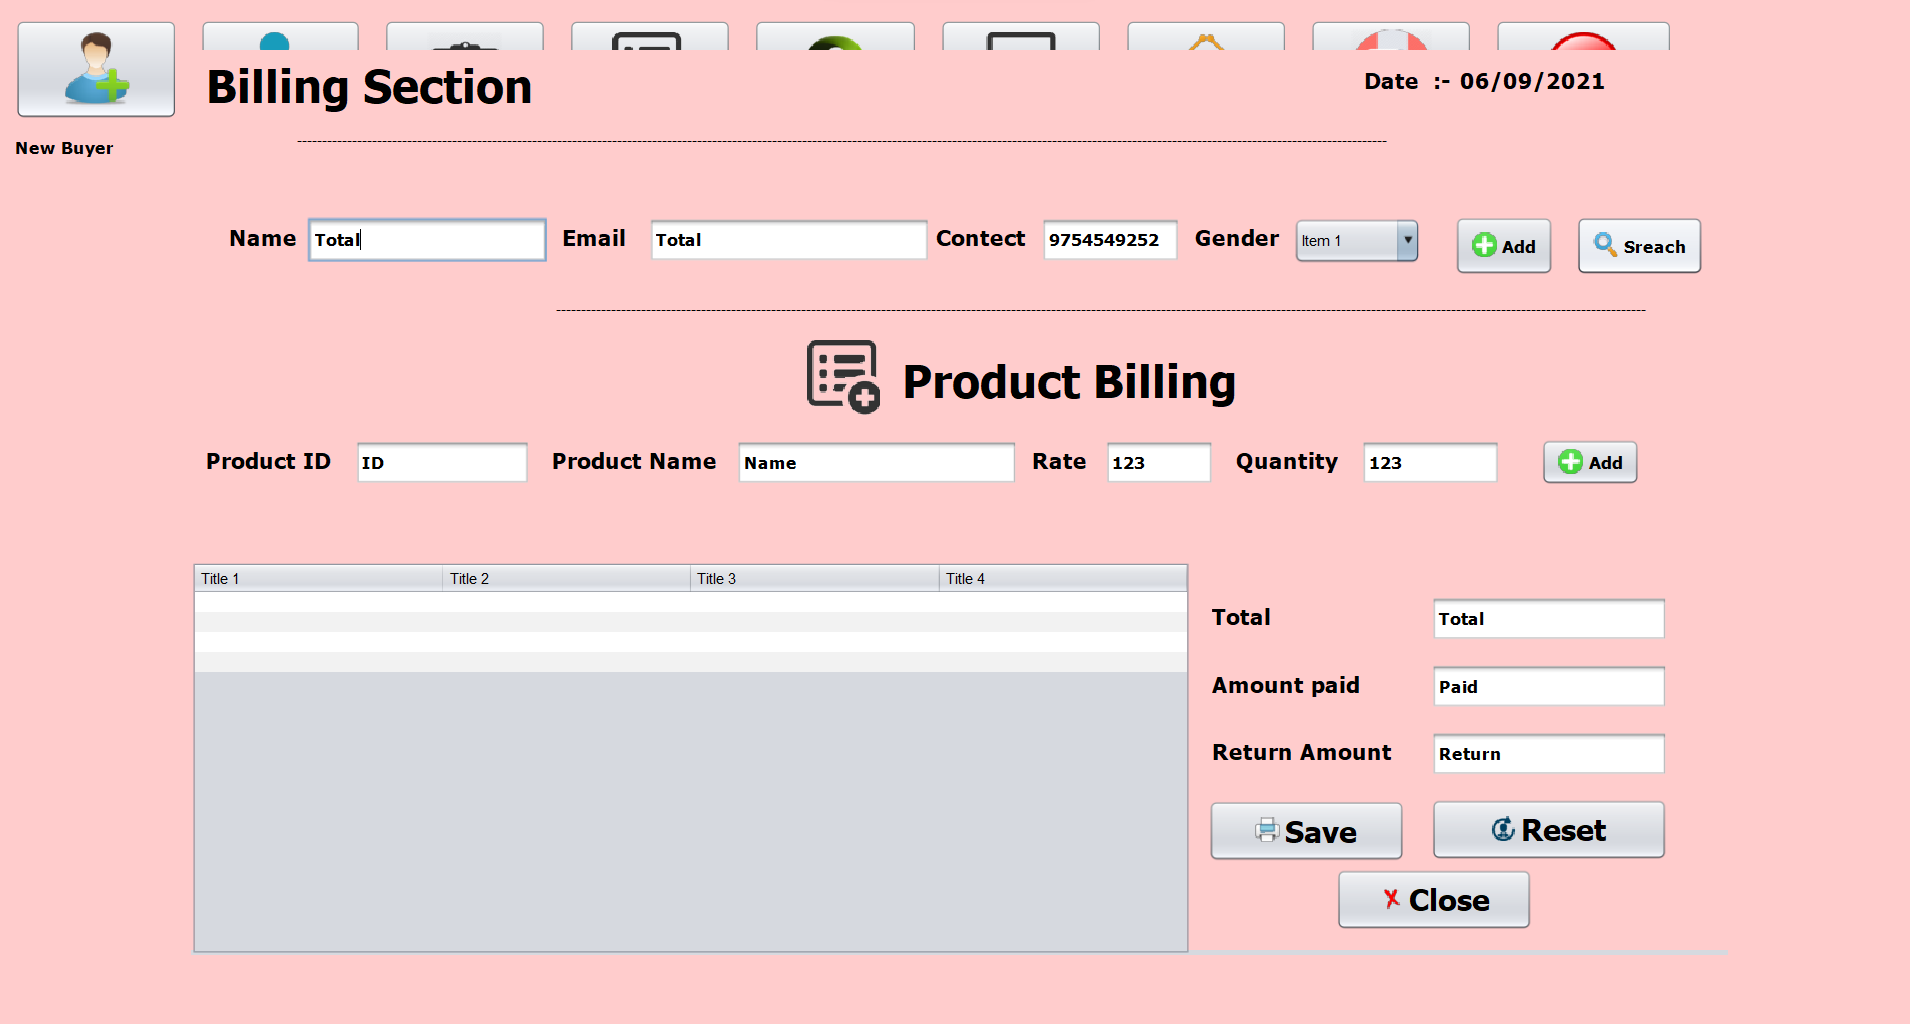 Billing Section
Date :- 06/09/2021
New Buyer
Name Total Email Total Contect 9754549252 Gender Item 1 Add Sreach
Product Billing
Product ID ID Product Name Name Rate 123 Quantity 123 Add
Title 1 Title 2 Title 3 Title 4
Total Total
Amount paid Paid
Return Amount Return
Save Reset
Close